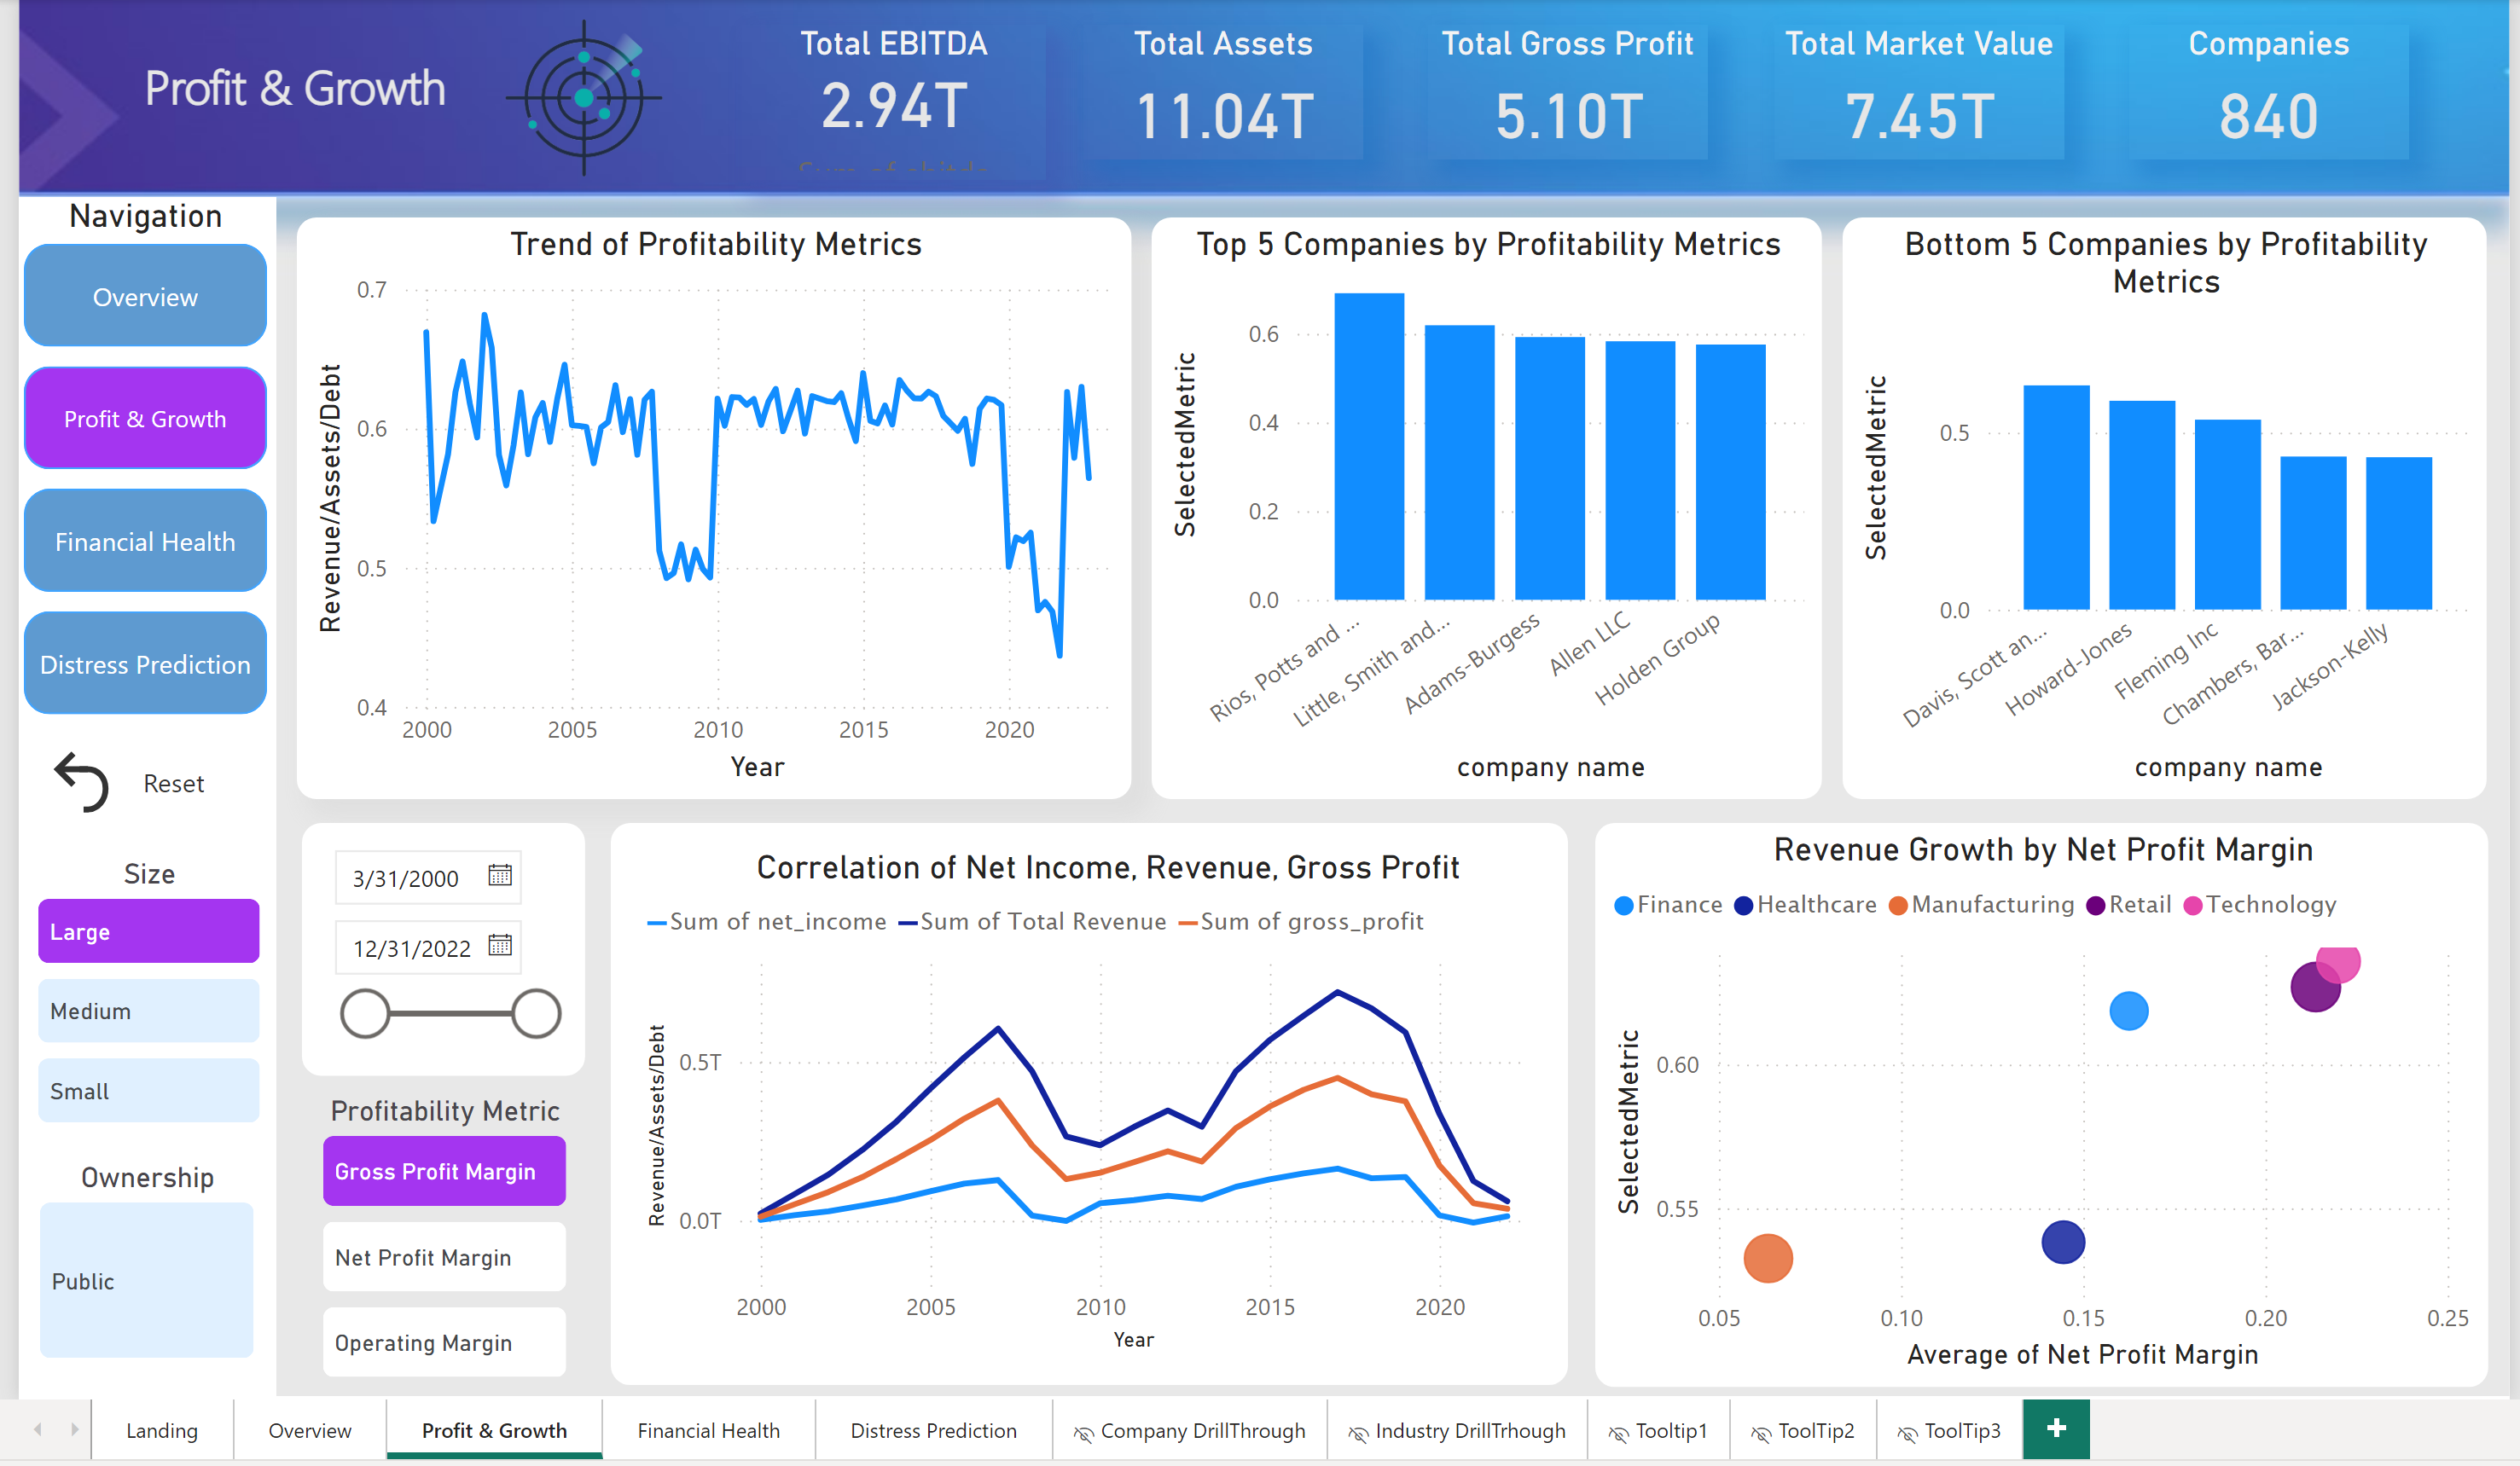 Profit & Growth
Total EBITDA
2.94T
Total Assets
11.04T
Total Gross Profit
5.10T
Total Market Value
7.45T
Companies
840
Navigation
Overview
Profit & Growth
Financial Health
Distress Prediction
Reset
Size
Large
Medium
Small
Ownership
Public
Trend of Profitability Metrics
Revenue/Assets/Debt
0.7
0.6
0.5
0.4
2000 2005 2010 2015 2020
Year
Top 5 Companies by Profitability Metrics
SelectedMetric
0.6
0.4
0.2
0.0
Rios, Potts and ...
Little, Smith and...
Adams-Burgess
Allen LLC
Holden Group
company name
Bottom 5 Companies by Profitability
Metrics
SelectedMetric
0.5
0.0
Davis, Scott an...
Howard-Jones
Fleming Inc
Chambers, Bar...
Jackson-Kelly
company name
3/31/2000
12/31/2022
Profitability Metric
Gross Profit Margin
Net Profit Margin
Operating Margin
Correlation of Net Income, Revenue, Gross Profit
Sum of net_income Sum of Total Revenue Sum of gross_profit
Revenue/Assets/Debt
0.5T
0.0T
2000 2005 2010 2015 2020
Year
Revenue Growth by Net Profit Margin
Finance Healthcare Manufacturing Retail Technology
SelectedMetric
0.60
0.55
0.05 0.10 0.15 0.20 0.25
Average of Net Profit Margin
Landing Overview Profit & Growth Financial Health Distress Prediction Company DrillThrough Industry DrillTrhough Tooltip1 ToolTip2 ToolTip3 +